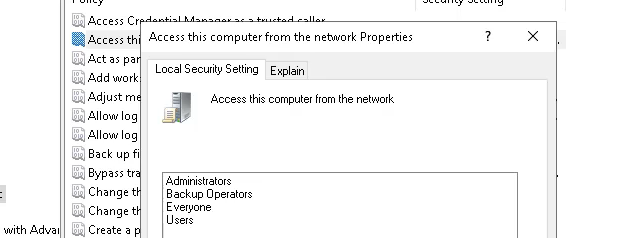 Policy
Security Setting
Access Credential Manager as a trusted caller
Access thi
Access this computer from the network Properties
? 
Act as par
Local Security Setting
Explain
Add work
Adjust me
Access this computer from the network
Allow log
Allow log
Back up fi
Bypass tra
Administrators
Change th
Backup Operators
Everyone
Change th
Users
with Advan
Create a p